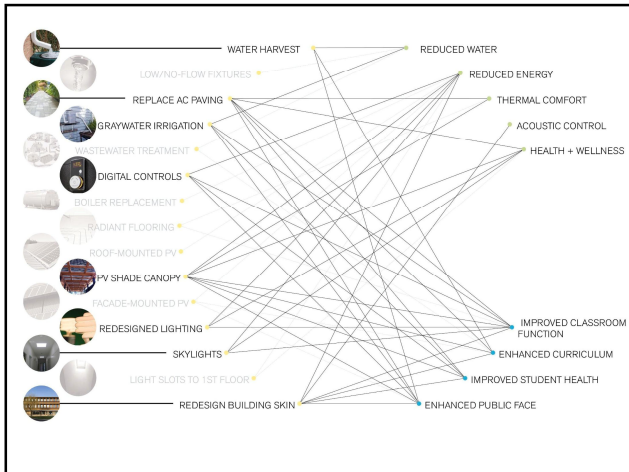 WATER HARVEST
LOW/NO-FLOW FIXTURES
REPLACE AC PAVING
GRAYWATER IRRIGATION
WASTEWATER TREATMENT
DIGITAL CONTROLS
BOILER REPLACEMENT
RADIANT FLOORING
ROOF-MOUNTED PV
PV SHADE CANOPY
FACADE-MOUNTED PV
REDESIGNED LIGHTING
SKYLIGHTS
LIGHT SLOTS TO 1ST FLOOR
REDESIGN BUILDING SKIN
REDUCED WATER
REDUCED ENERGY
THERMAL COMFORT
ACOUSTIC CONTROL
HEALTH + WELLNESS
IMPROVED CLASSROOM
FUNCTION
ENHANCED CURRICULUM
IMPROVED STUDENT HEALTH
ENHANCED PUBLIC FACE